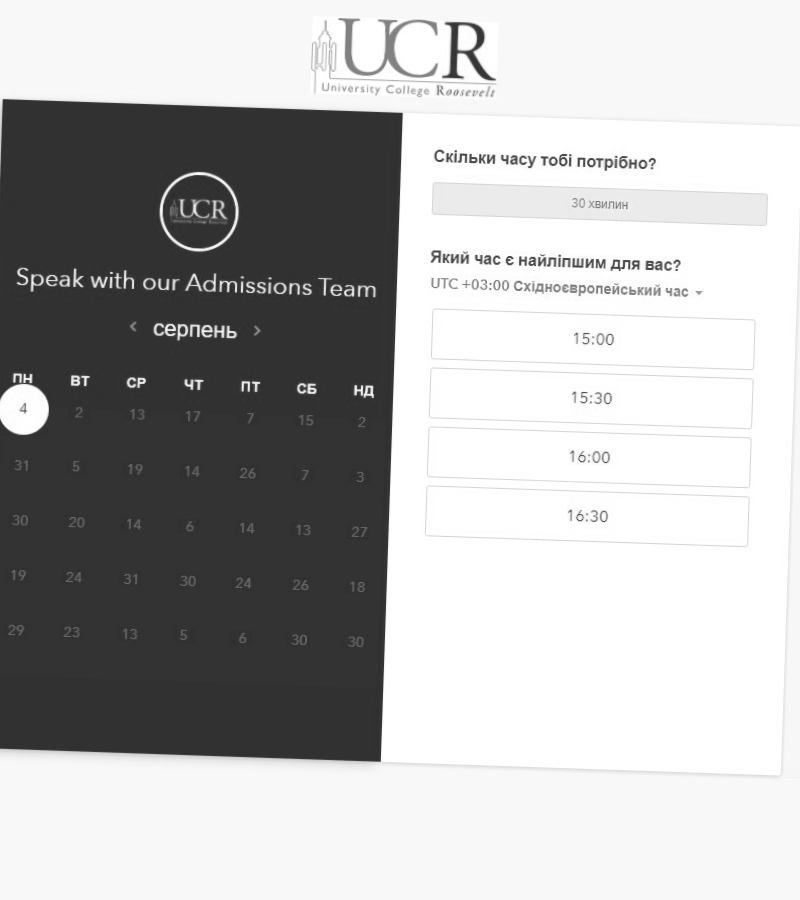 UCR
University College Roosevelt
UCR
University College Roosevelt
Speak with our Admissions Team
серпень
ПН ВТ СР ЧТ ПТ СБ НД
4 2 13 17 7 15 2
31 5 19 14 26 7 3
30 20 14 6 14 13 27
19 24 31 30 24 26 18
29 23 13 5 6 30 30
Скільки часу тобі потрібно?
30 хвилин
Який час є найліпшим для вас?
UTC +03:00 Східноєвропейський час
15:00
15:30
16:00
16:30